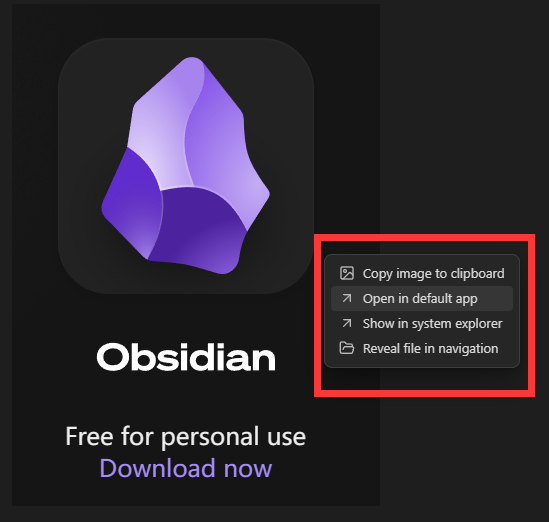 Copy image to clipboard
Open in default app
Show in system explorer
Reveal file in navigation
Obsidian
Free for personal use
Download now